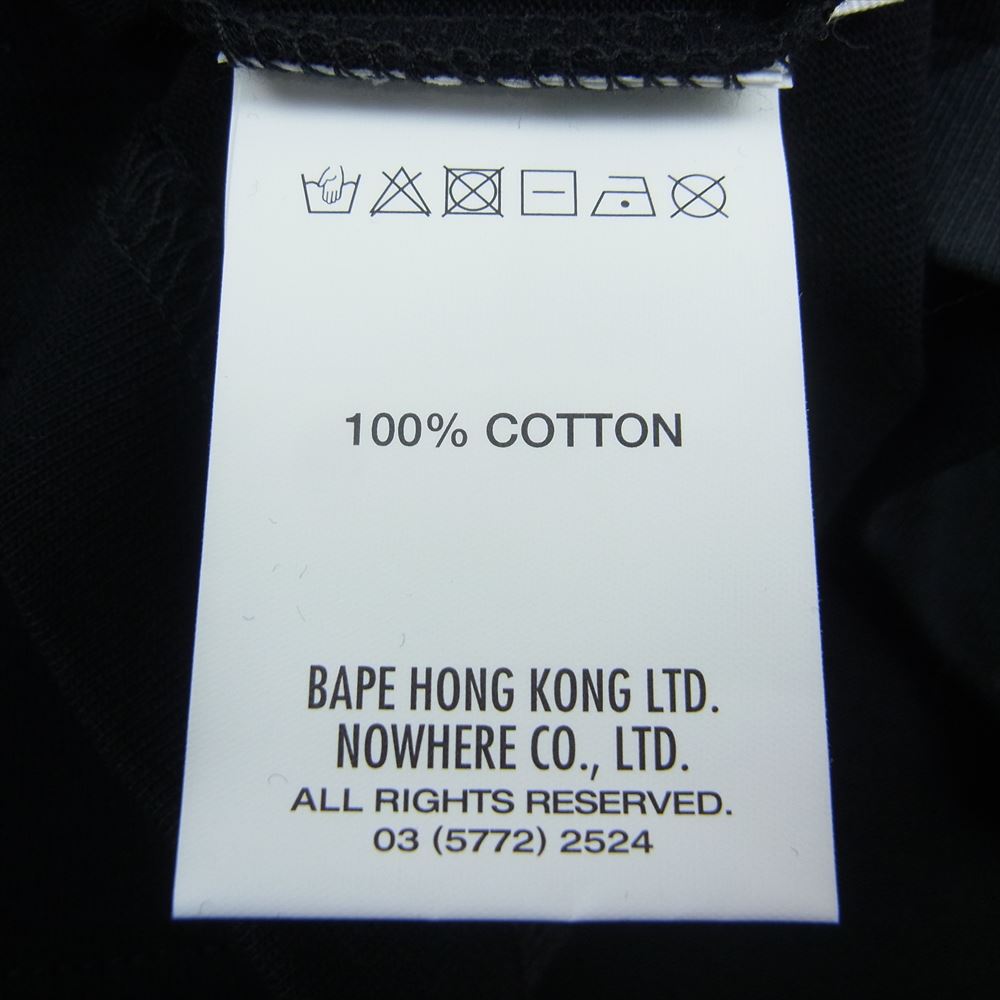 100% COTTON
BAPE HONG KONG LTD.
NOWHERE CO., LTD.
ALL RIGHTS RESERVED.
03 (5772) 2524